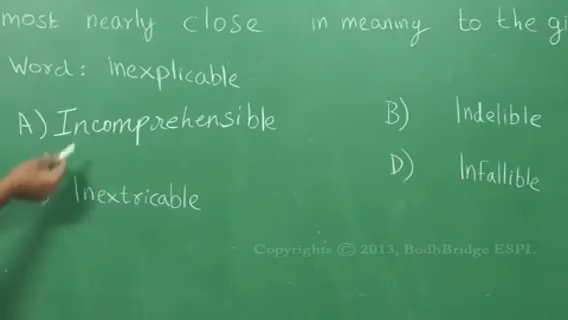 most nearly close in meaning to the gi
Word: inexplicable
A) Incomprehensible B) Indelible
) Inextricable D) Infallible
Copyrights © 2013, BodhBridge ESPL